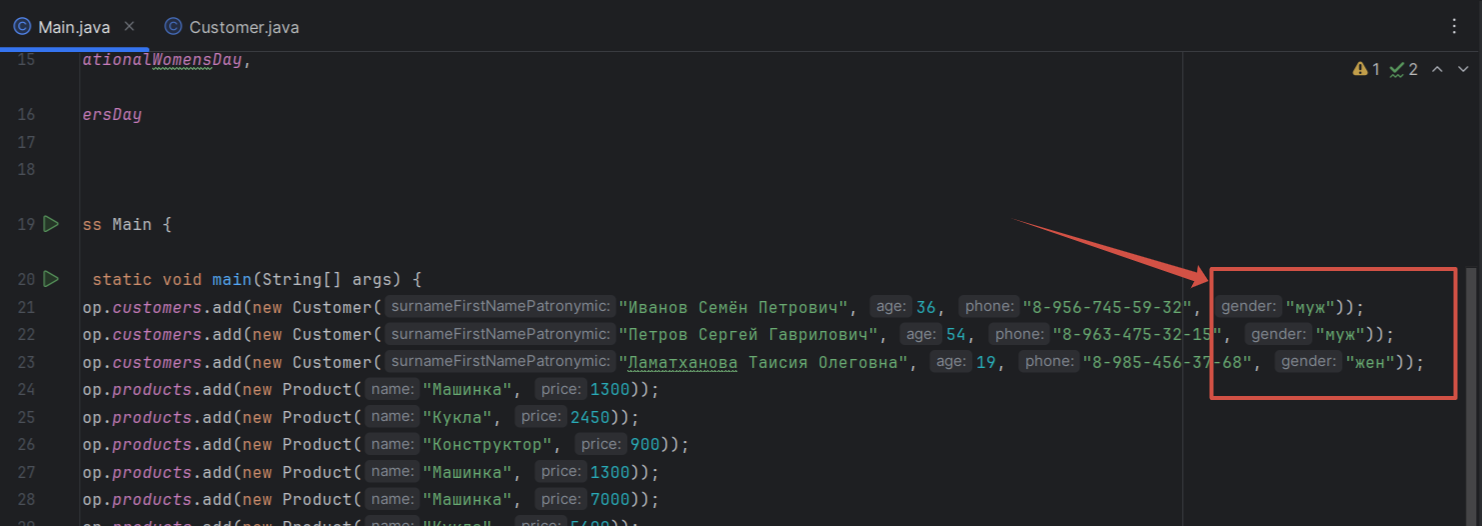 Main.java Customer.java
15 ationalWomensDay, 1 2
16 ersDay
17
18
19 ss Main {
20 static void main(String[] args) {
21 op.customers.add(new Customer( surnameFirstNamePatronymic: "Иванов Семён Петрович", age: 36, phone: "8-956-745-59-32", gender: "муж"));
22 op.customers.add(new Customer( surnameFirstNamePatronymic: "Петров Сергей Гаврилович", age: 54, phone: "8-963-475-32-15", gender: "муж"));
23 op.customers.add(new Customer( surnameFirstNamePatronymic: "Ламатханова Таисия Олеговна", age: 19, phone: "8-985-456-37-68", gender: "жен"));
24 op.products.add(new Product( name: "Машинка", price: 1300));
25 op.products.add(new Product( name: "Кукла", price: 2450));
26 op.products.add(new Product( name: "Конструктор", price: 900));
27 op.products.add(new Product( name: "Машинка", price: 1300));
28 op.products.add(new Product( name: "Машинка", price: 7000));